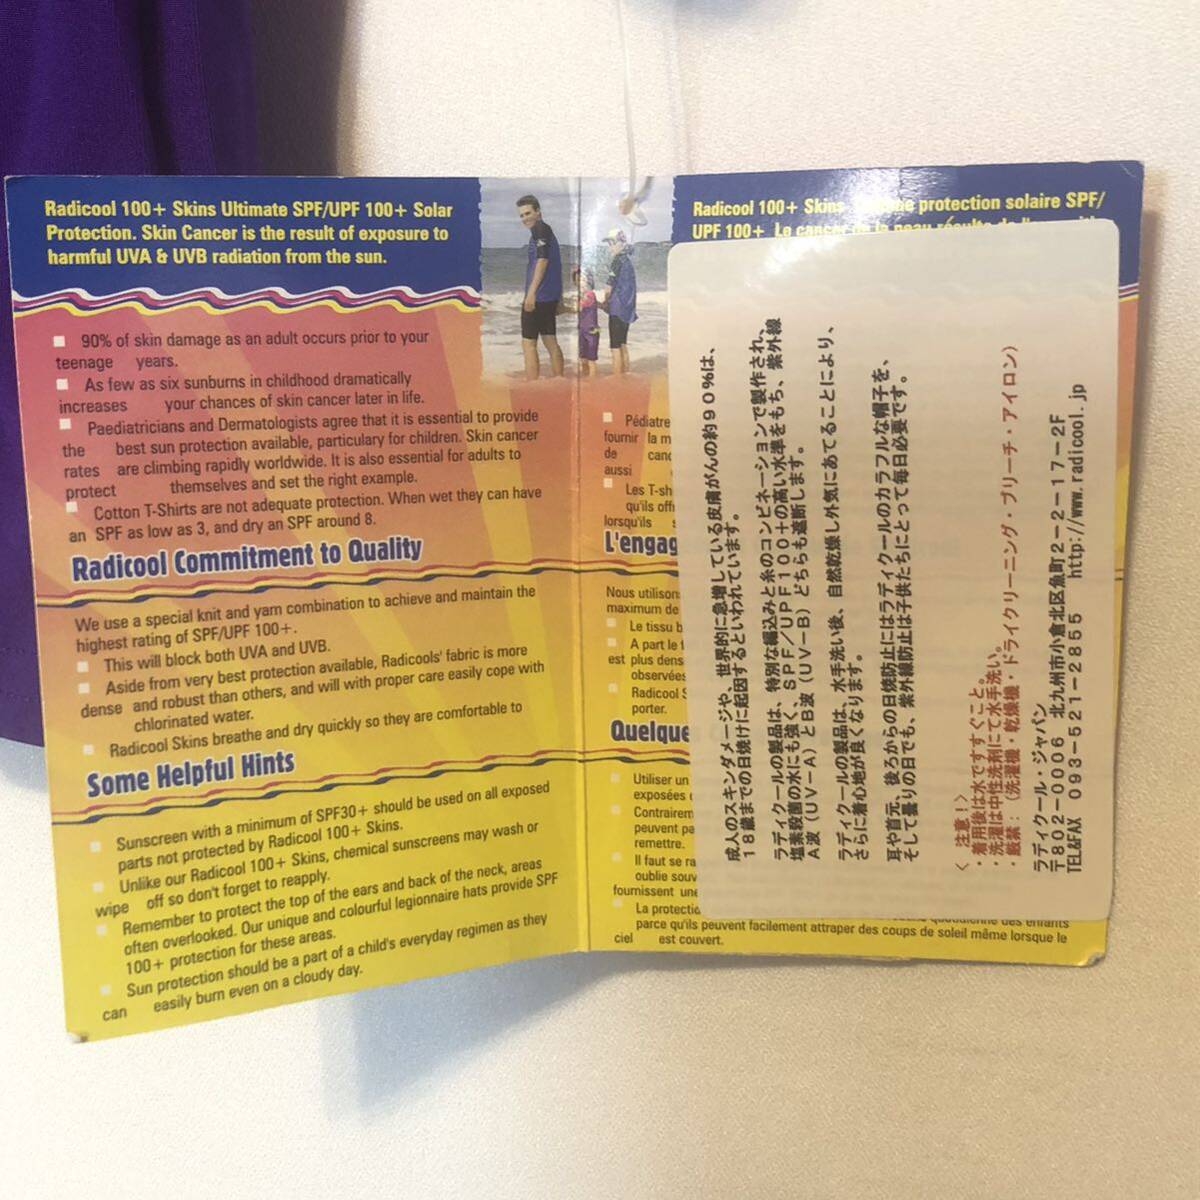 Radicool 100+ Skins Ultimate SPF/UPF 100+ Solar
Protection. Skin Cancer is the result of exposure to
harmful UVA & UVB radiation from the sun.
90% of skin damage as an adult occurs prior to your
teenage years.
As few as six sunburns in childhood dramatically
increases your chances of skin cancer later in life.
Paediatricians and Dermatologists agree that it is essential to provide
the best sun protection available, particulary for children. Skin cancer
rates are climbing rapidly worldwide. It is also essential for adults to
protect themselves and set the right example.
Cotton T-Shirts are not adequate protection. When wet they can have
an SPF as low as 3, and dry an SPF around 8.
Radicool Commitment to Quality
We use a special knit and yarn combination to achieve and maintain the
highest rating of SPF/UPF 100+.
This will block both UVA and UVB.
Aside from very best protection available, Radicools' fabric is more
dense and robust than others, and will with proper care easily cope with
chlorinated water.
Radicool Skins breathe and dry quickly so they are comfortable to
Some Helpful Hints
Sunscreen with a minimum of SPF30+ should be used on all exposed
parts not protected by Radicool 100+ Skins.
Unlike our Radicool 100+ Skins, chemical sunscreens may wash or
wipe off so don't forget to reapply.
Remember to protect the top of the ears and back of the neck, areas
often overlooked. Our unique and colourful legionnaire hats provide SPF
100+ protection for these areas.
Sun protection should be a part of a child's everyday regimen as they
can easily burn even on a cloudy day.
Radicool 100+ Skins protection solaire SPF/
UPF 100+ Le cancer de la peau résulte de
Pédiatre
fournir la m
de canc
aussi
Les T-sh
qu'ils off
lorsqu'ils
L'engag
Nous utilison
maximum de
Le tissu b
A part le
est plus dens
observées
Radicool S
porter.
Quelque
Utiliser un
exposées
Contrairem
peuvent pa
remettre.
Il faut se ra
oublie souv
fournissent une
La protectio quotidienne des enfants
parce qu'ils peuvent facilement attraper des coups de soleil même lorsque le
ciel est couvert.
成人のスキンダメージや、世界的に急増している皮膚がんの約90%は、
18歳までの日焼けに起因するといわれています。
ラディクールの製品は、特別な編込みと糸のコンビネーションで製作され、
塩素殺菌の水にも強く、SPF/UPF100+の高い水準をもち、紫外線
A波(UV-A)とB波(UV-B)どちらも遮断します。
ラディクールの製品は、水手洗い後、自然乾燥し外気にあてることにより、
さらに着心地が良くなります。
耳や首元、後ろからの日焼防止にはラディクールのカラフルな帽子を、
そして曇りの日でも、紫外線防止は子供たちにとって毎日必要です。
<注意!>
・着用後は水ですすぐこと。
・洗濯は中性洗剤にて水手洗い。
・厳禁:(洗濯機・乾燥機・ドライクリーニング・ブリーチ・アイロン)
ラディクール・ジャパン
〒802-0006 北九州市小倉北区魚町2-2-17-2F
TEL&FAX 093-521-2855 http://www.radicool.jp